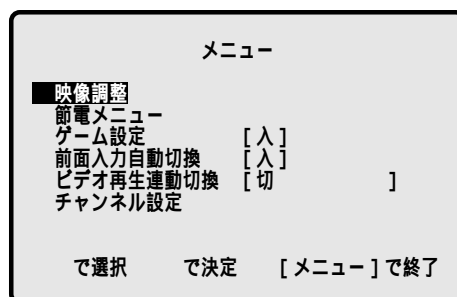 メニュー
映像調整
節電メニュー
ゲーム設定 [入]
前面入力自動切換 [入]
ビデオ再生連動切換 [切 ]
チャンネル設定
で選択 で決定 [メニュー]で終了